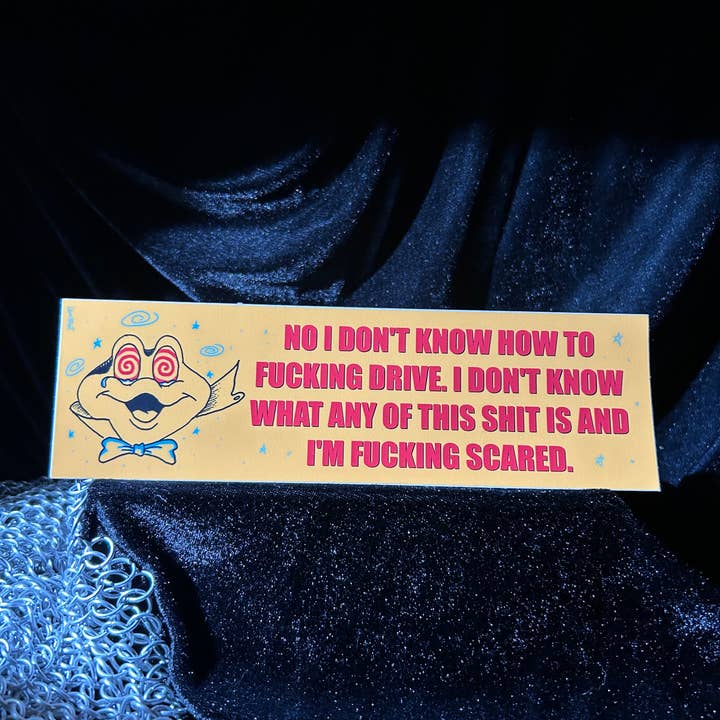 NO I DON'T KNOW HOW TO
FUCKING DRIVE. I DON'T KNOW
WHAT ANY OF THIS SHIT IS AND
I'M FUCKING SCARED.